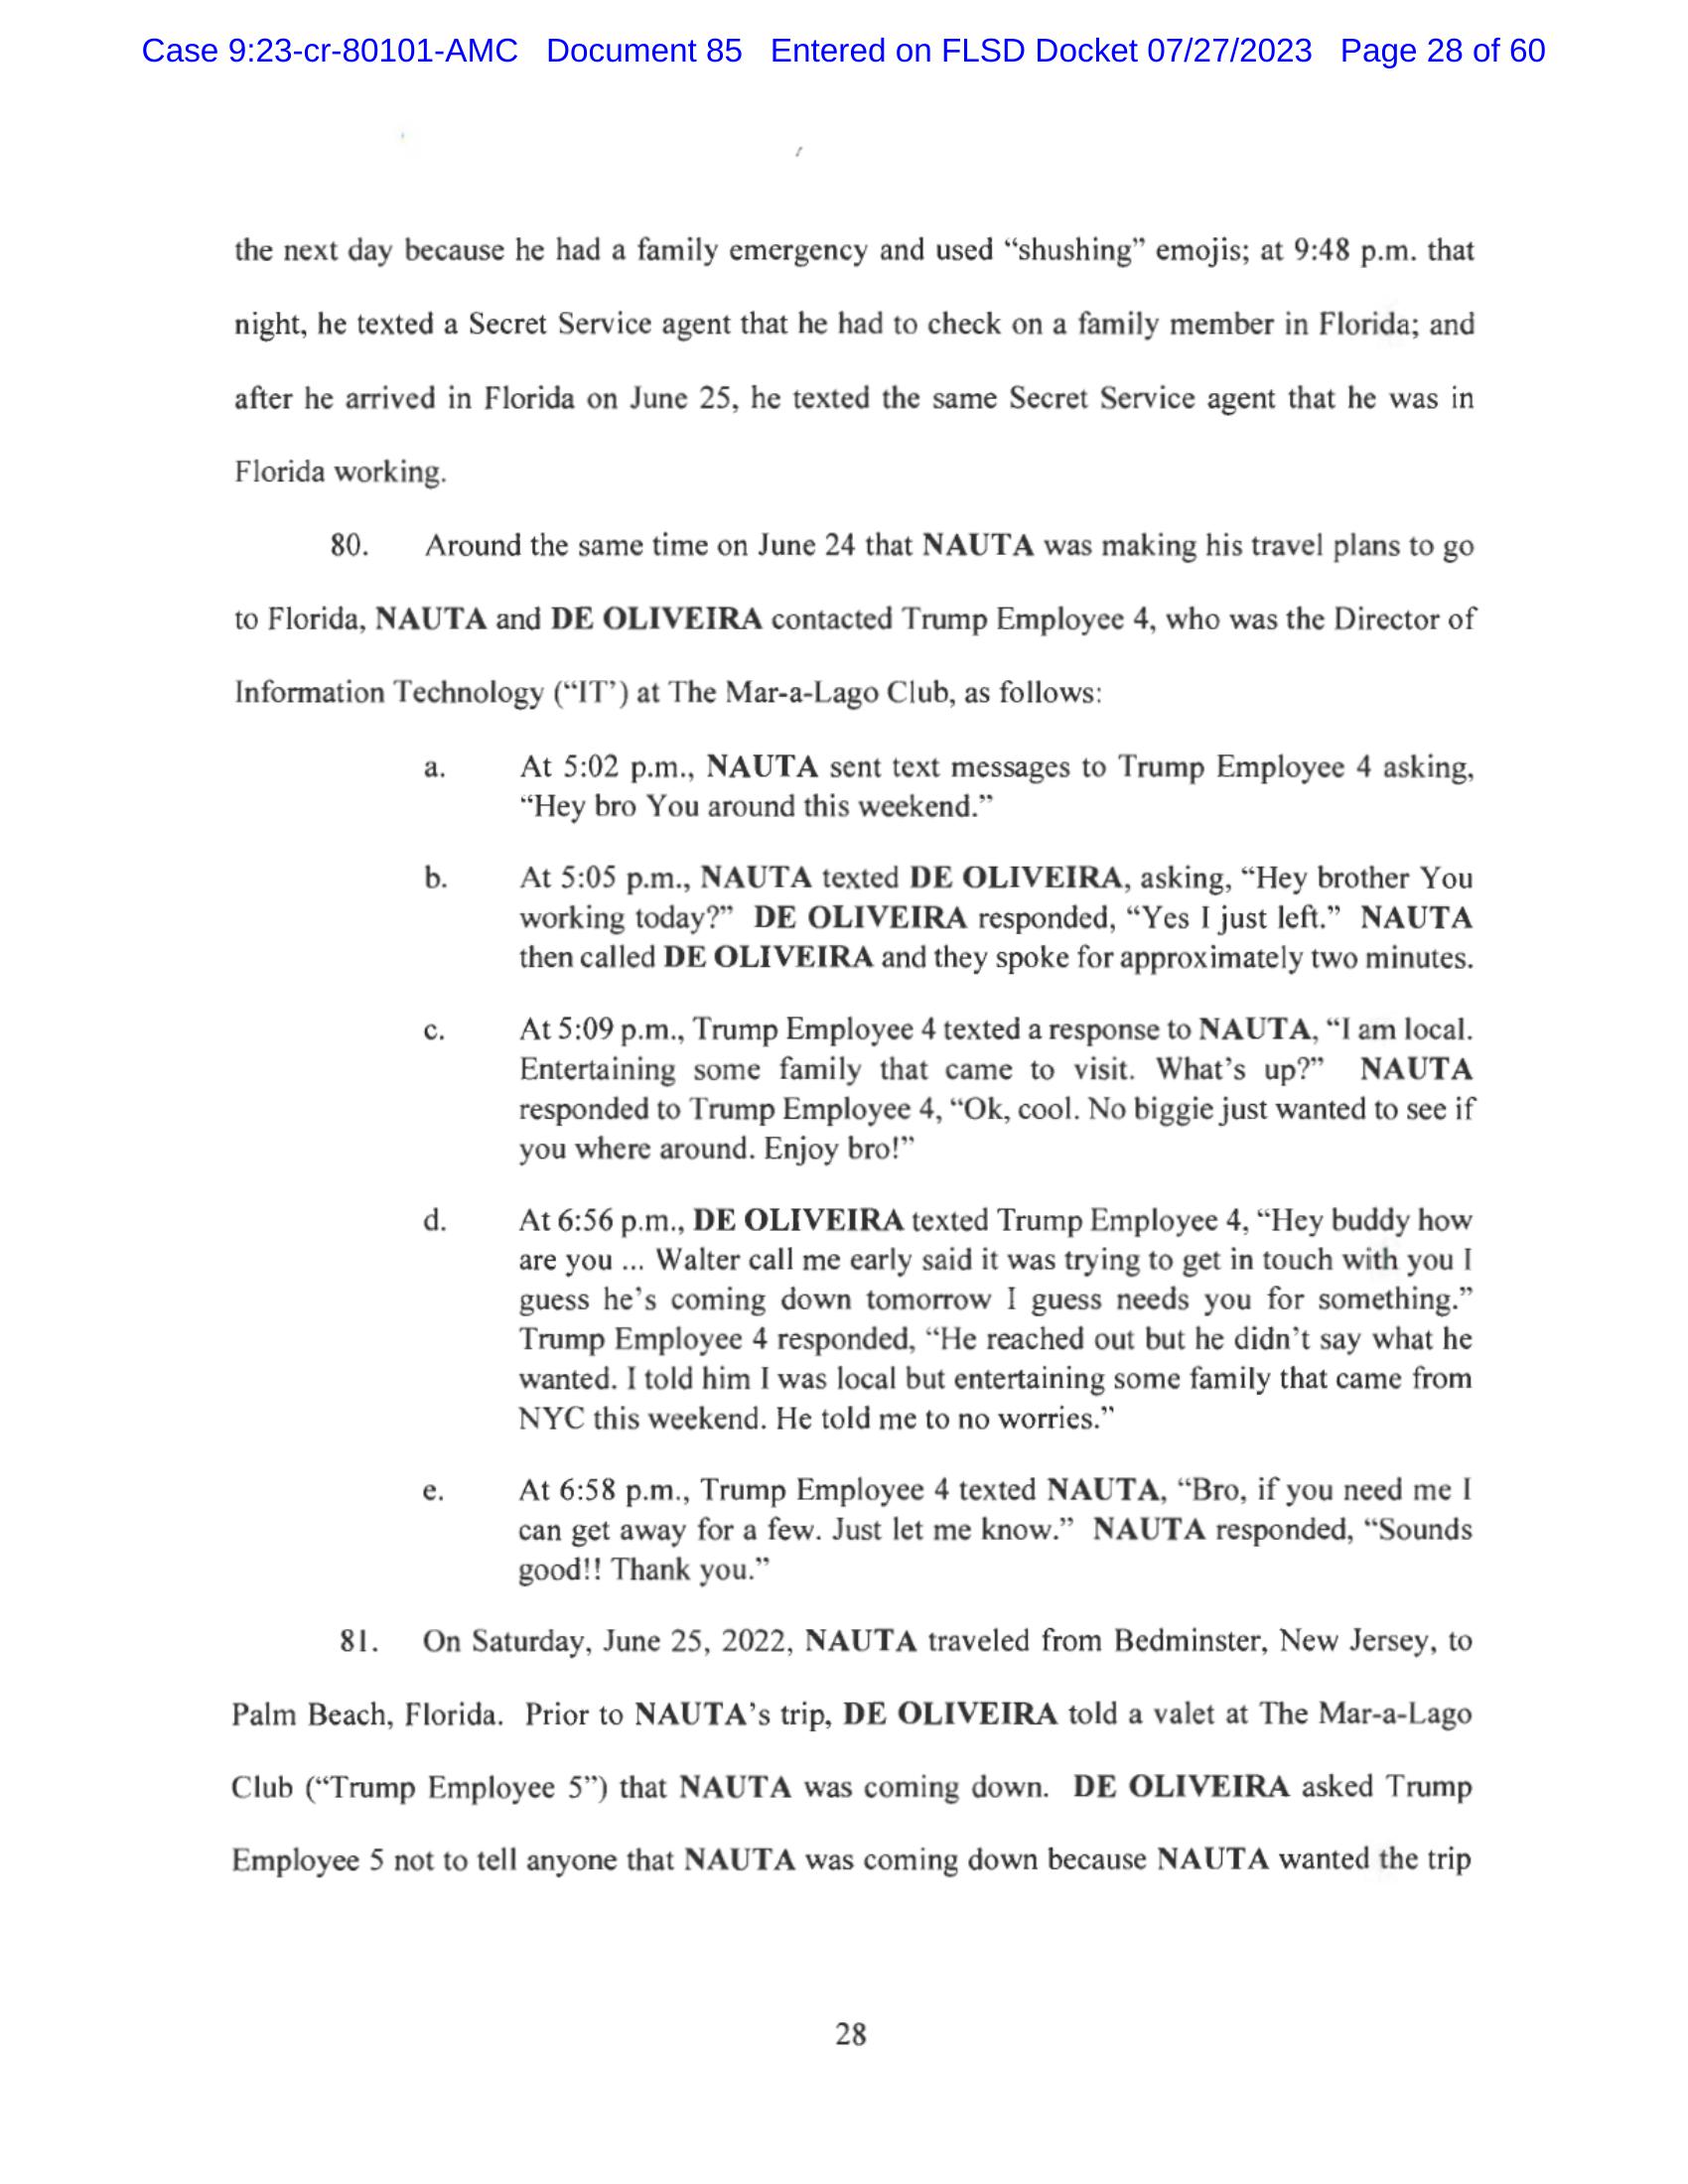 Case 9:23-cr-80101-AMC Document 85 Entered on FLSD Docket 07/27/2023 Page 28 of 60
the next day because he had a family emergency and used “shushing” emojis; at 9:48 p.m. that
night, he texted a Secret Service agent that he had to check on a family member in Florida; and
after he arrived in Florida on June 25, he texted the same Secret Service agent that he was in
Florida working.
80. Around the same time on June 24 that NAUTA was making his travel plans to go
to Florida, NAUTA and DE OLIVEIRA contacted Trump Employee 4, who was the Director of
Information Technology (“IT’) at The Mar-a-Lago Club, as follows:
a. At 5:02 p.m., NAUTA sent text messages to Trump Employee 4 asking,
“Hey bro You around this weekend.”
b. At 5:05 p.m., NAUTA texted DE OLIVEIRA, asking, “Hey brother You
working today?” DE OLIVEIRA responded, “Yes I just left.” NAUTA
then called DE OLIVEIRA and they spoke for approximately two minutes.
c. At 5:09 p.m., Trump Employee 4 texted a response to NAUTA, “I am local.
Entertaining some family that came to visit. What’s up?” NAUTA
responded to Trump Employee 4, “Ok, cool. No biggie just wanted to see if
you where around. Enjoy bro!”
d. At 6:56 p.m., DE OLIVEIRA texted Trump Employee 4, “Hey buddy how
are you ... Walter call me early said it was trying to get in touch with you I
guess he’s coming down tomorrow I guess needs you for something.”
Trump Employee 4 responded, “He reached out but he didn’t say what he
wanted. I told him I was local but entertaining some family that came from
NYC this weekend. He told me to no worries.”
e. At 6:58 p.m., Trump Employee 4 texted NAUTA, “Bro, if you need me I
can get away for a few. Just let me know.” NAUTA responded, “Sounds
good!! Thank you.”
81. On Saturday, June 25, 2022, NAUTA traveled from Bedminster, New Jersey, to
Palm Beach, Florida. Prior to NAUTA’s trip, DE OLIVEIRA told a valet at The Mar-a-Lago
Club (“Trump Employee 5”) that NAUTA was coming down. DE OLIVEIRA asked Trump
Employee 5 not to tell anyone that NAUTA was coming down because NAUTA wanted the trip
28